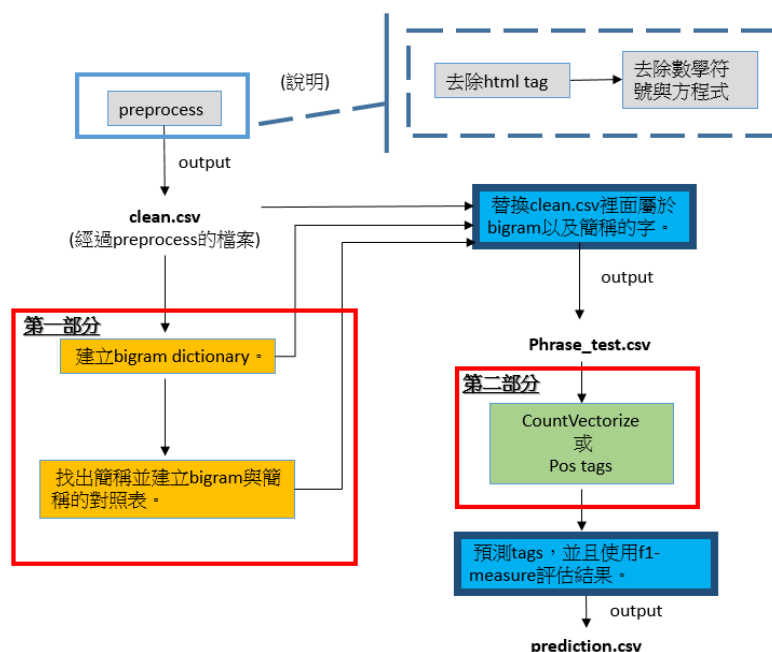 preprocess
(說明)
去除html tag
去除數學符
號與方程式
output
clean.csv
(經過preprocess的檔案)
替換clean.csv裡面屬於
bigram以及簡稱的字。
output
第一部分
建立bigram dictionary。
找出簡稱並建立bigram與簡
稱的對照表。
Phrase_test.csv
第二部分
CountVectorize
或
Pos tags
預測tags，並且使用f1-
measure評估結果。
output
prediction.csv